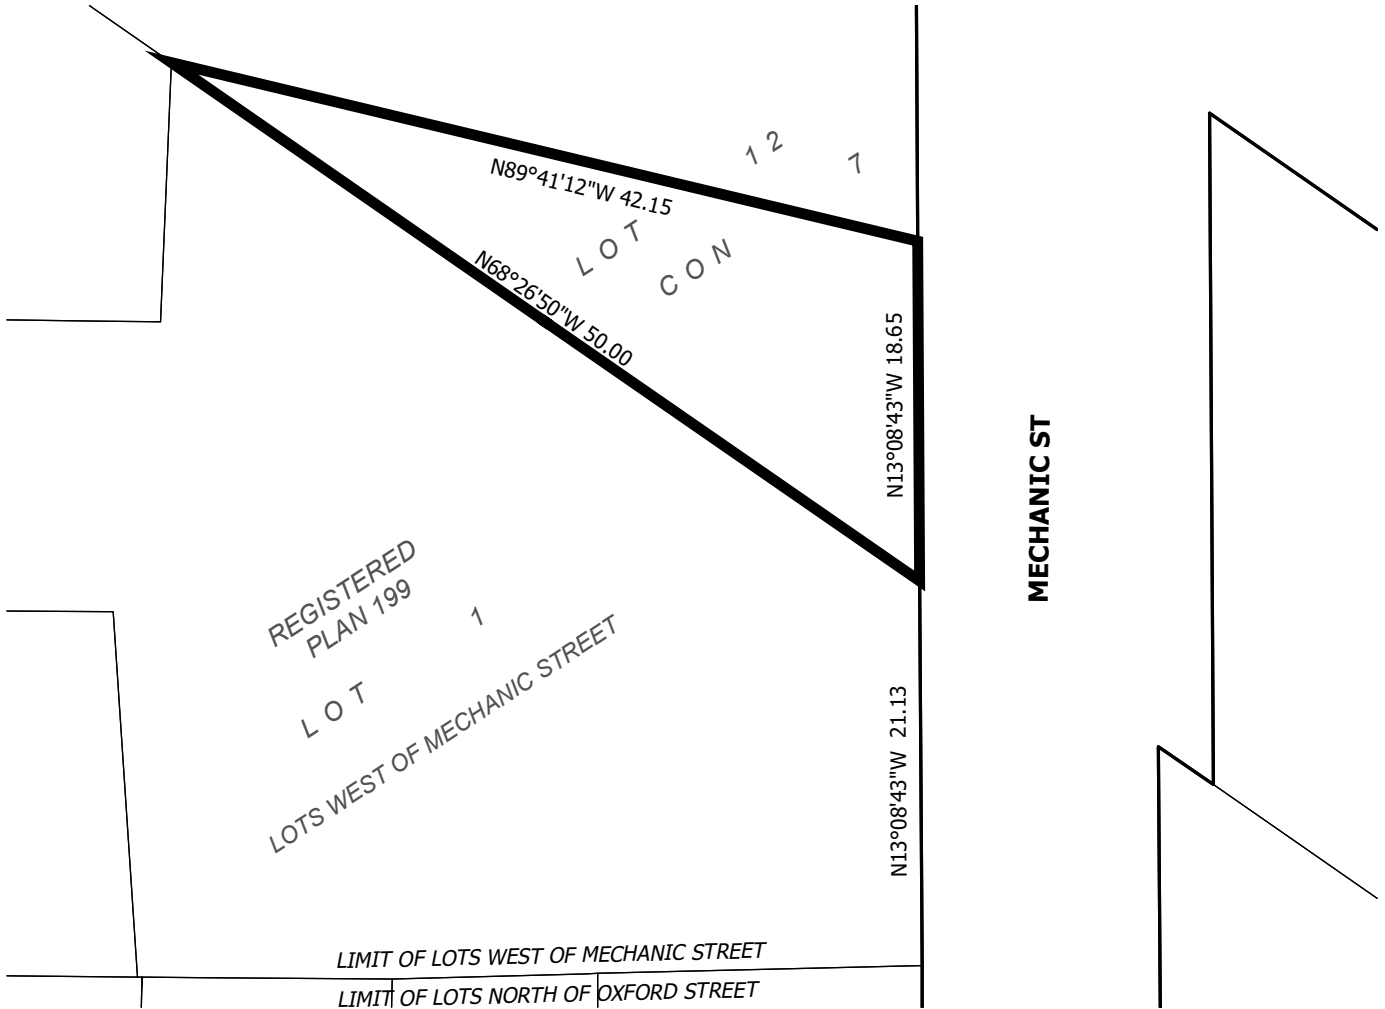 1 2
7
N89°41'12"W 42.15
L O T
C O N
N68°26'50"W 50.00
N13°08'43"W 18.65
MECHANIC ST
REGISTERED
PLAN 199
1
L O T
LOTS WEST OF MECHANIC STREET
N13°08'43"W 21.13
LIMIT OF LOTS WEST OF MECHANIC STREET
LIMIT OF LOTS NORTH OF OXFORD STREET